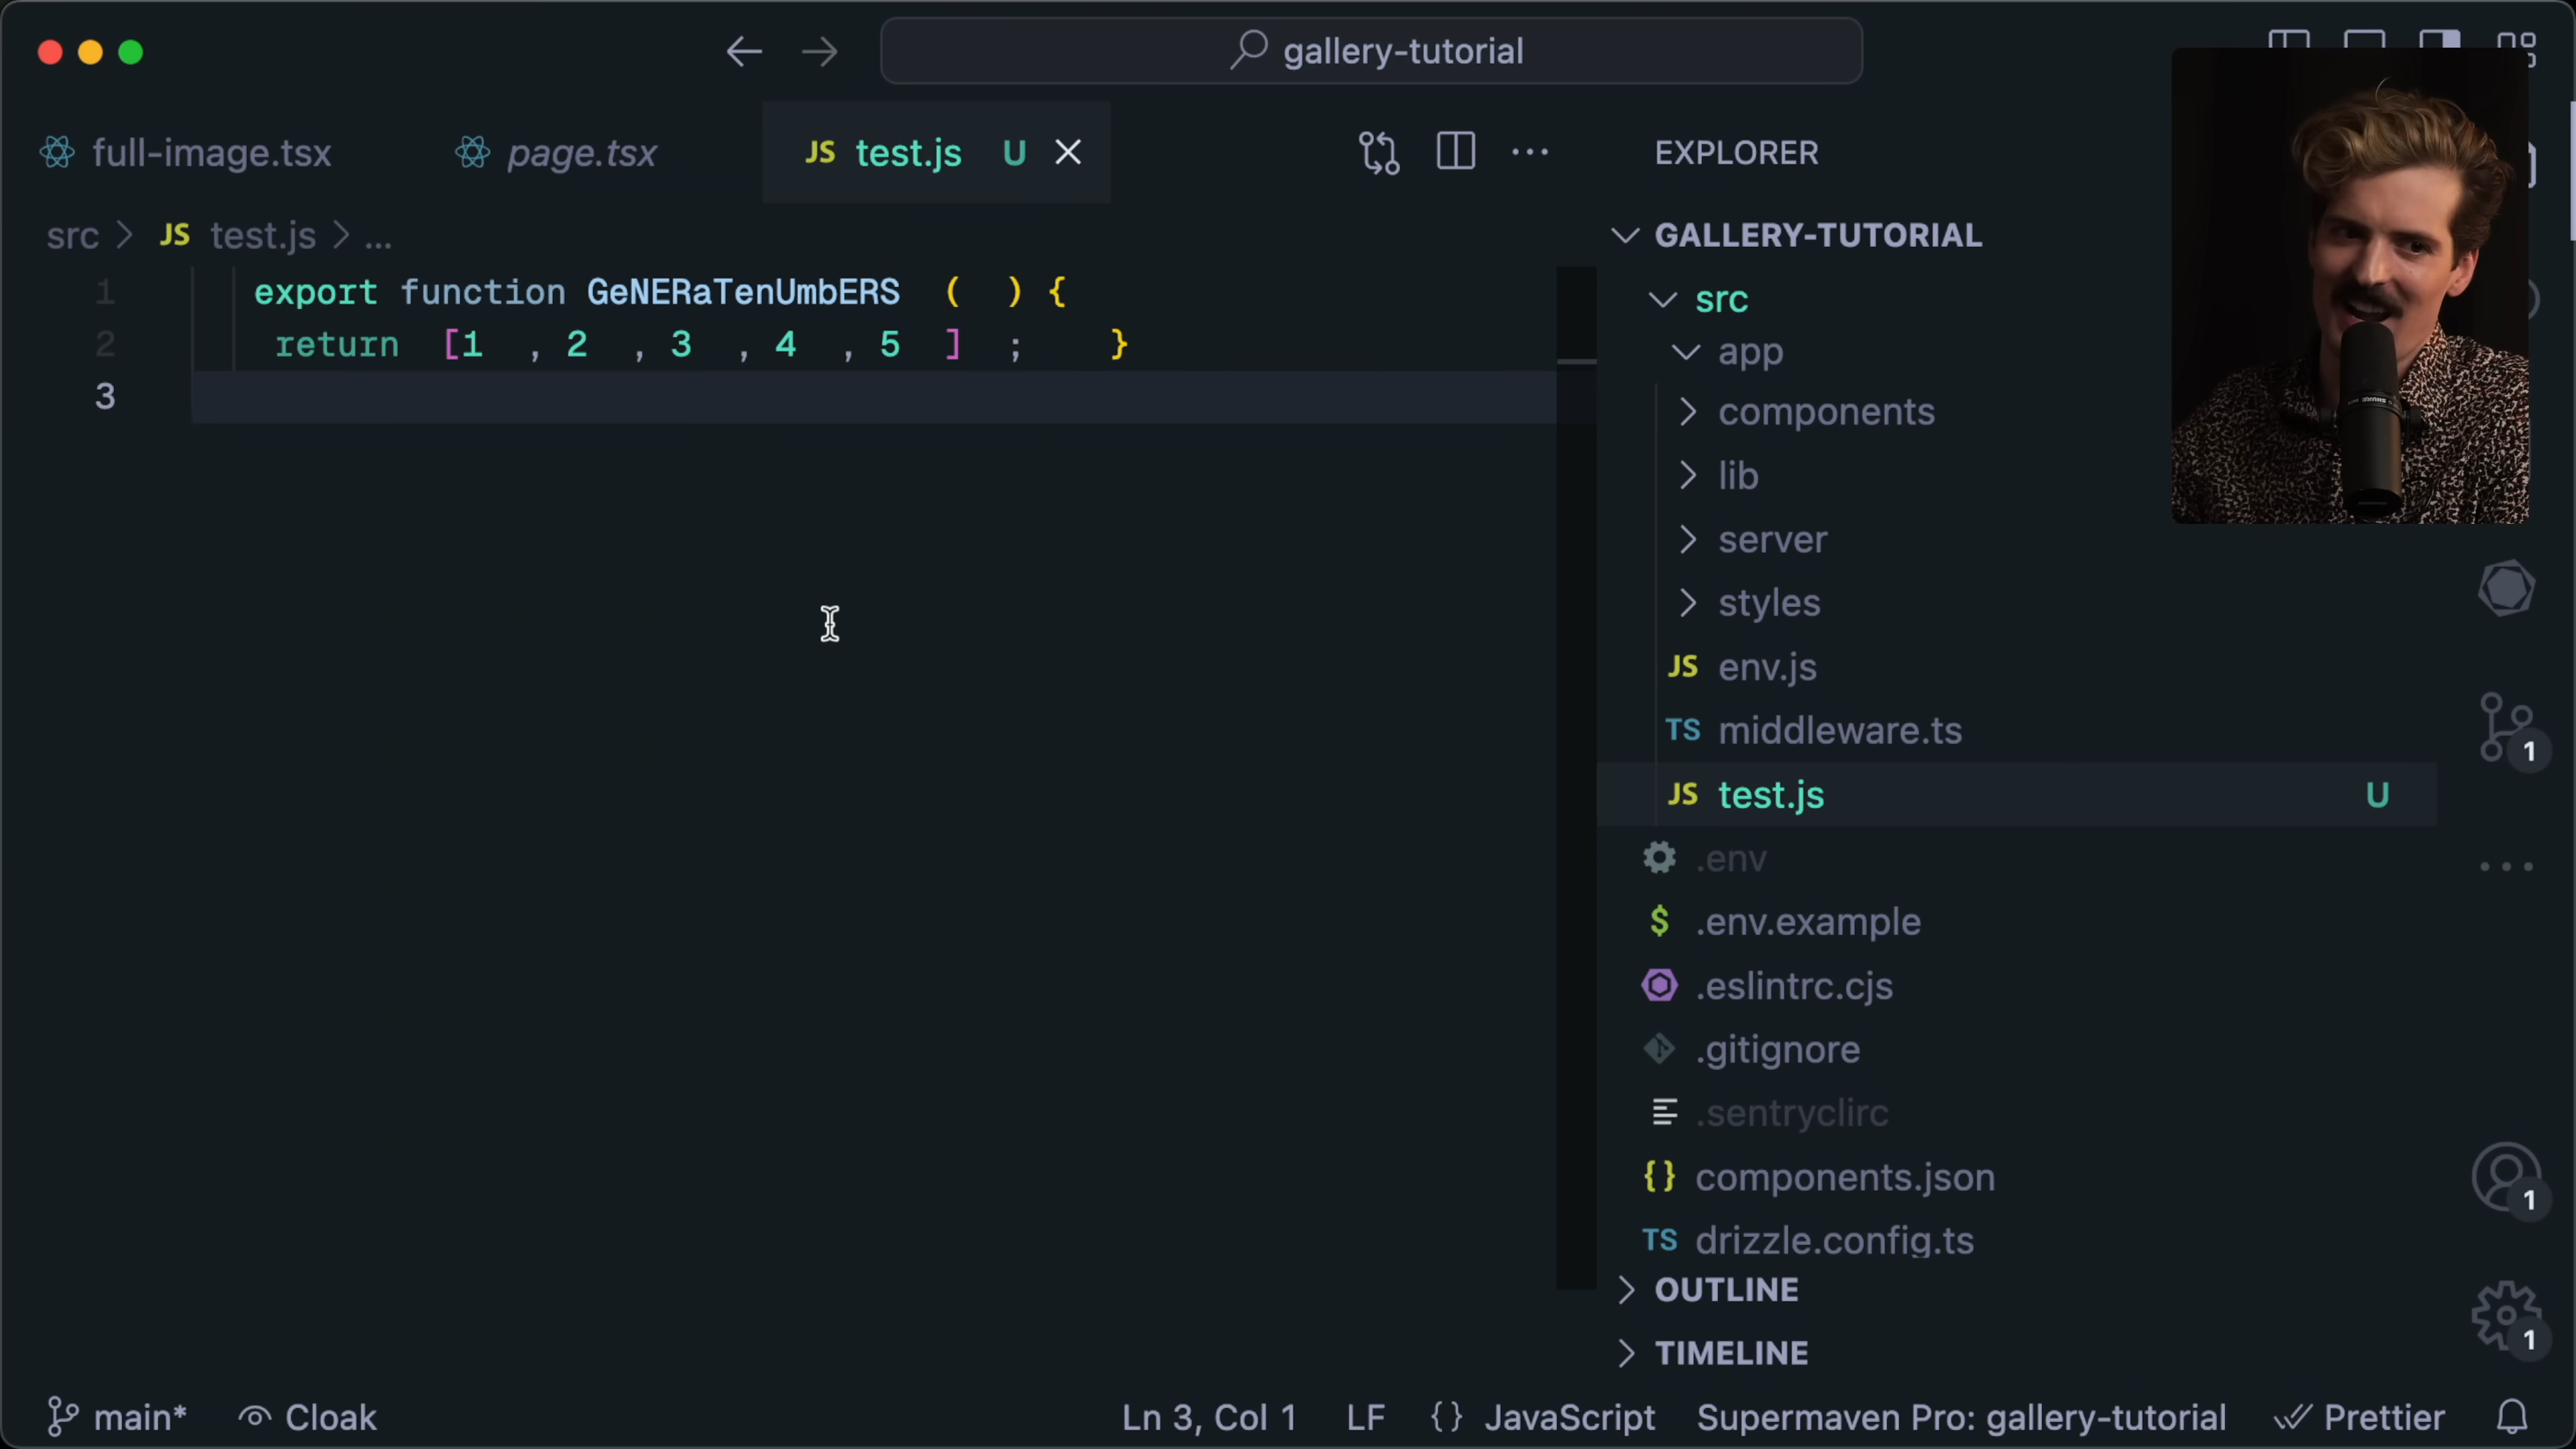 gallery-tutorial
full-image.tsx
page.tsx
JS test.js U
EXPLORER
src > JS test.js > ...
1 export function GeNERaTenUmbERS  (  ) {
2 return  [1  , 2  , 3  , 4  , 5  ]  ;    }
3
GALLERY-TUTORIAL
src
app
components
lib
server
styles
JS env.js
TS middleware.ts
JS test.js U
.env
$ .env.example
.eslintrc.cjs
.gitignore
.sentryclirc
{} components.json
TS drizzle.config.ts
OUTLINE
TIMELINE
1
1
1
main* Cloak Ln 3, Col 1 LF {} JavaScript Supermaven Pro: gallery-tutorial Prettier